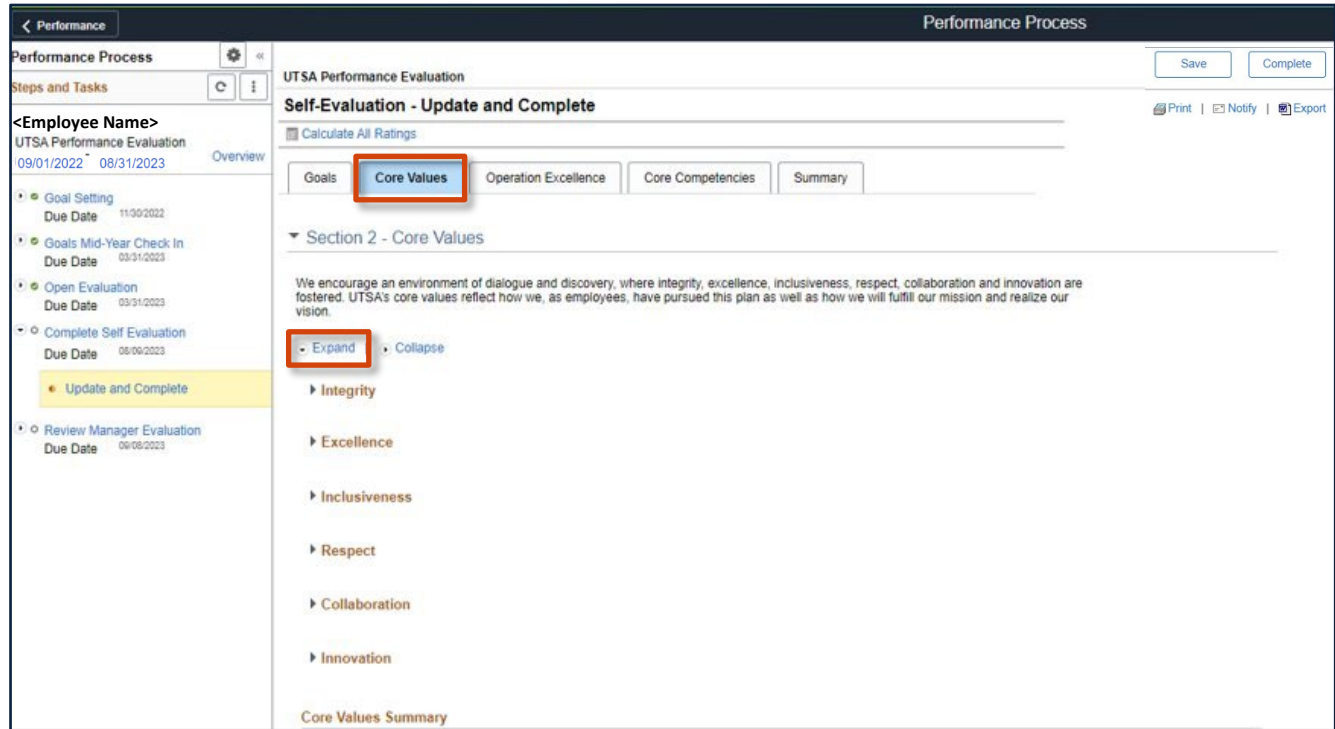 Performance
Performance Process
Performance Process
«
Steps and Tasks
<Employee Name>
UTSA Performance Evaluation
09/01/2022 - 08/31/2023
Overview
Goal Setting
Due Date 11/30/2022
Goals Mid-Year Check In
Due Date 03/31/2023
Open Evaluation
Due Date 03/31/2023
Complete Self Evaluation
Due Date 08/09/2023
Update and Complete
Review Manager Evaluation
Due Date 09/08/2023
Save
Complete
UTSA Performance Evaluation
Self-Evaluation - Update and Complete
Print | Notify | Export
Calculate All Ratings
Goals
Core Values
Operation Excellence
Core Competencies
Summary
Section 2 - Core Values
We encourage an environment of dialogue and discovery, where integrity, excellence, inclusiveness, respect, collaboration and innovation are
fostered. UTSA's core values reflect how we, as employees, have pursued this plan as well as how we will fulfill our mission and realize our
vision.
Expand
Collapse
Integrity
Excellence
Inclusiveness
Respect
Collaboration
Innovation
Core Values Summary